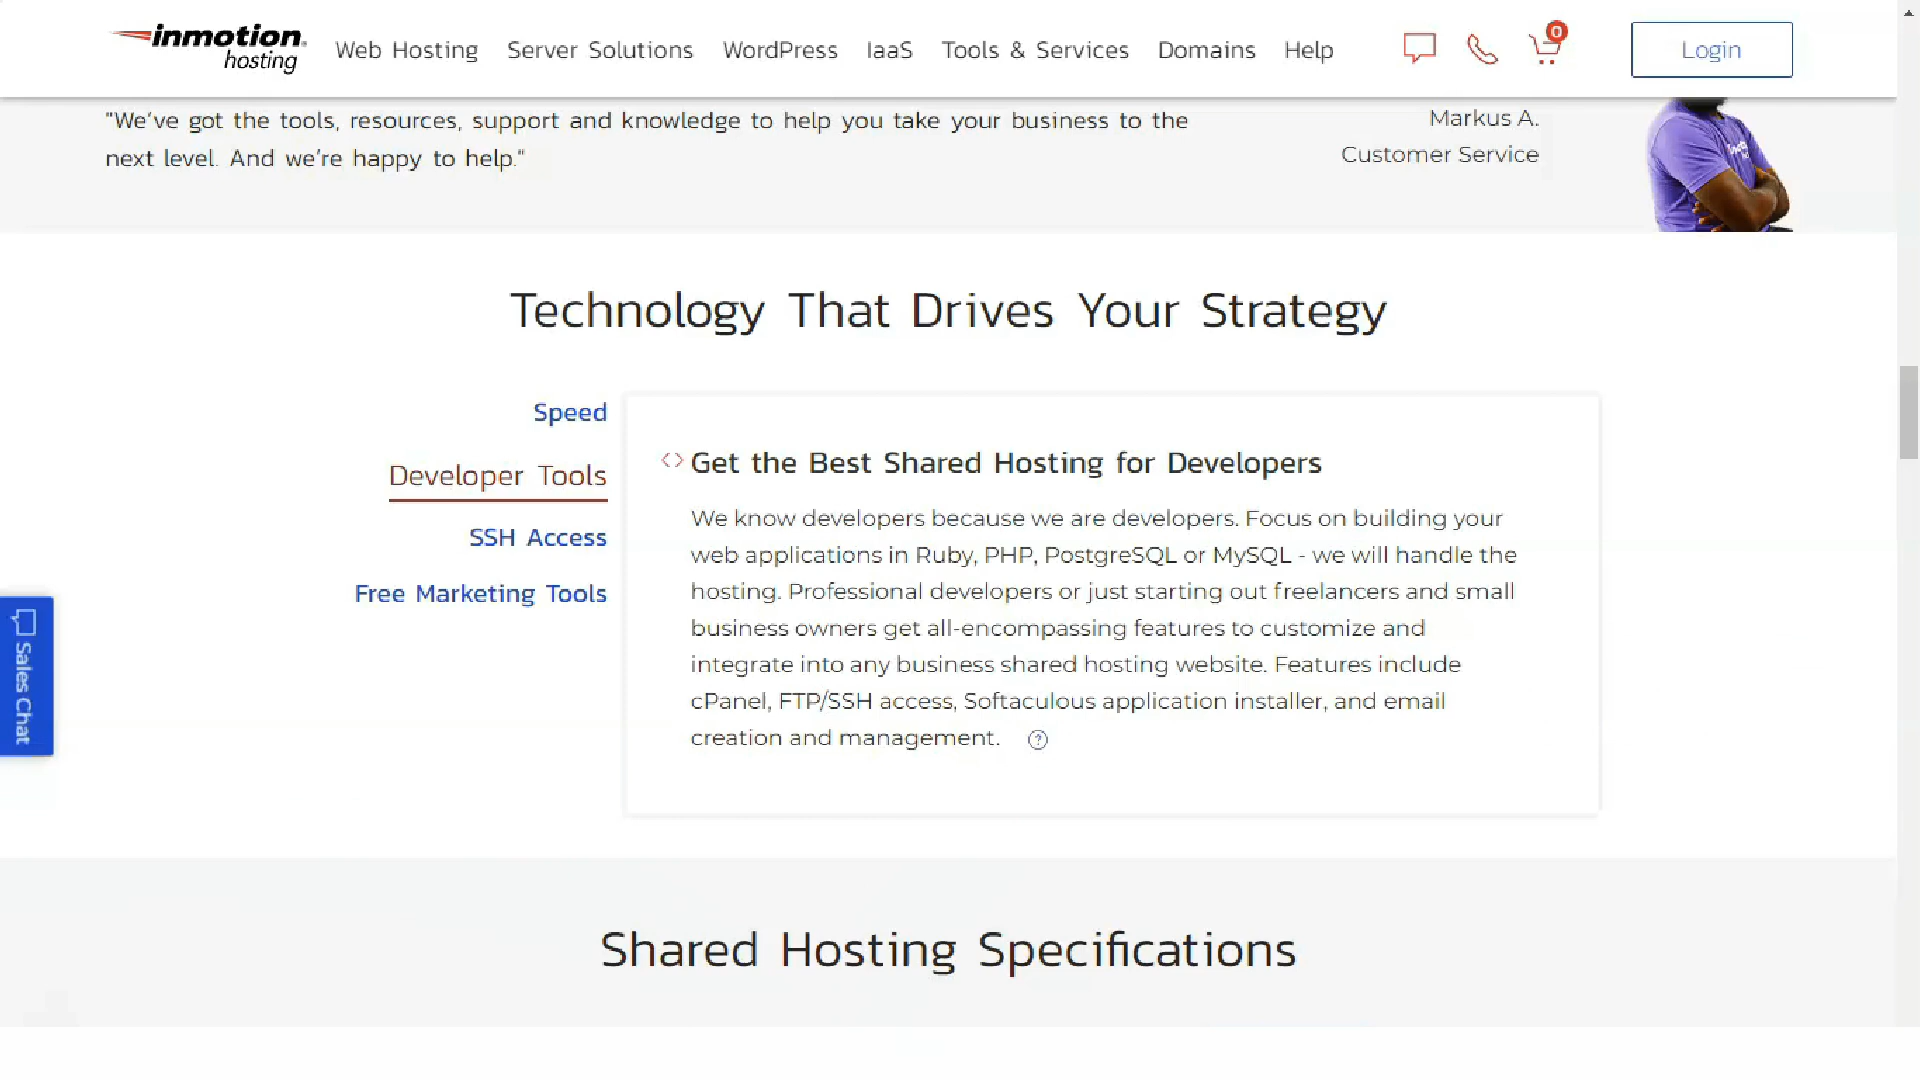 inmotion hosting
Web Hosting Server Solutions WordPress IaaS Tools & Services Domains Help 0 Login
"We've got the tools, resources, support and knowledge to help you take your business to the
next level. And we're happy to help."
Markus A.
Customer Service
Technology That Drives Your Strategy
Speed
Developer Tools
SSH Access
Free Marketing Tools
<> Get the Best Shared Hosting for Developers
We know developers because we are developers. Focus on building your
web applications in Ruby, PHP, PostgreSQL or MySQL - we will handle the
hosting. Professional developers or just starting out freelancers and small
business owners get all-encompassing features to customize and
integrate into any business shared hosting website. Features include
cPanel, FTP/SSH access, Softaculous application installer, and email
creation and management. ?
Sales Chat
Shared Hosting Specifications